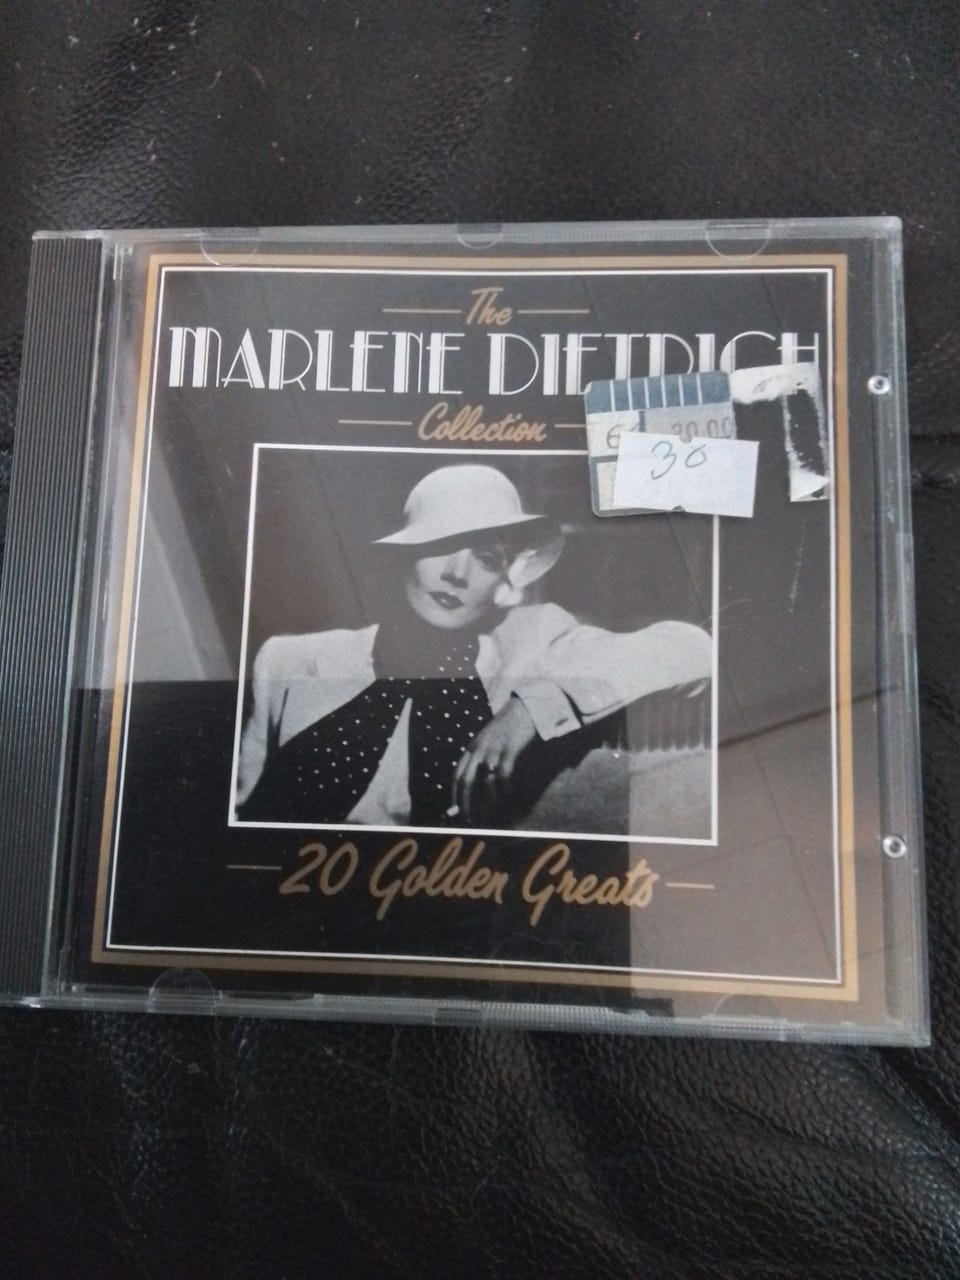 The
MARLENE DIETRICH
Collection
30
20 Golden Greats